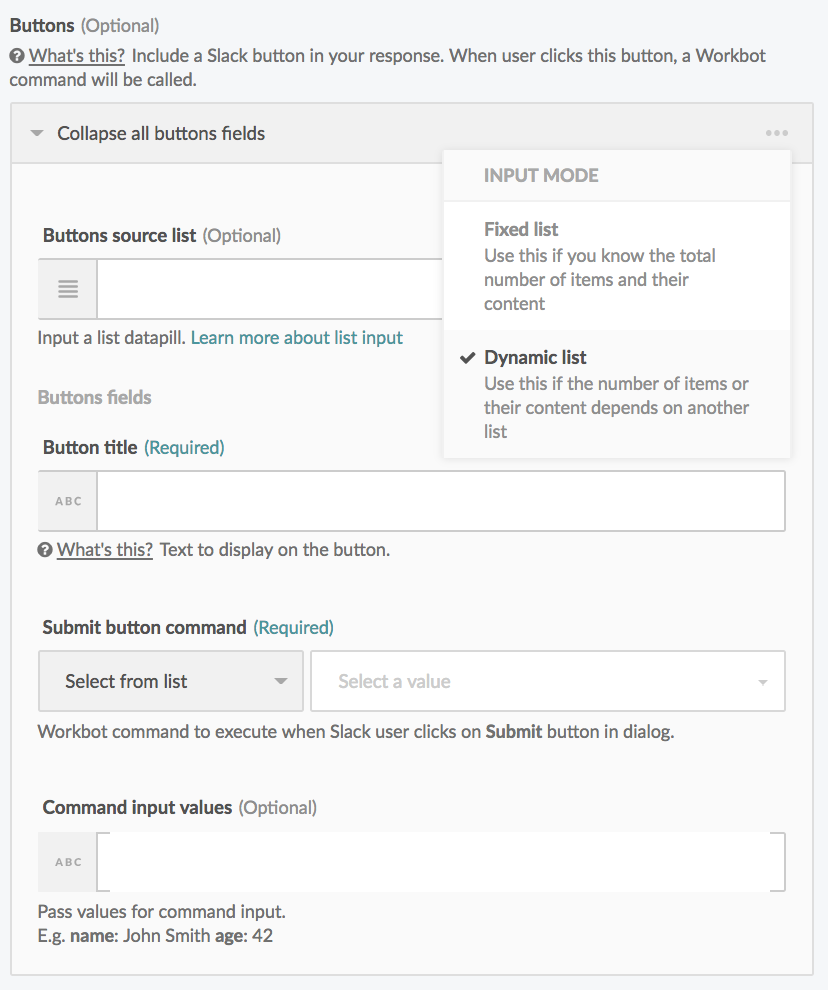 Buttons (Optional)
What's this? Include a Slack button in your response. When user clicks this button, a Workbot
command will be called.
Collapse all buttons fields
INPUT MODE
Fixed list
Use this if you know the total
number of items and their
content
Dynamic list
Use this if the number of items or
their content depends on another
list
Buttons source list (Optional)
Input a list datapill. Learn more about list input
Buttons fields
Button title (Required)
ABC
What's this? Text to display on the button.
Submit button command (Required)
Select from list
Select a value
Workbot command to execute when Slack user clicks on Submit button in dialog.
Command input values (Optional)
ABC
Pass values for command input.
E.g. name: John Smith age: 42